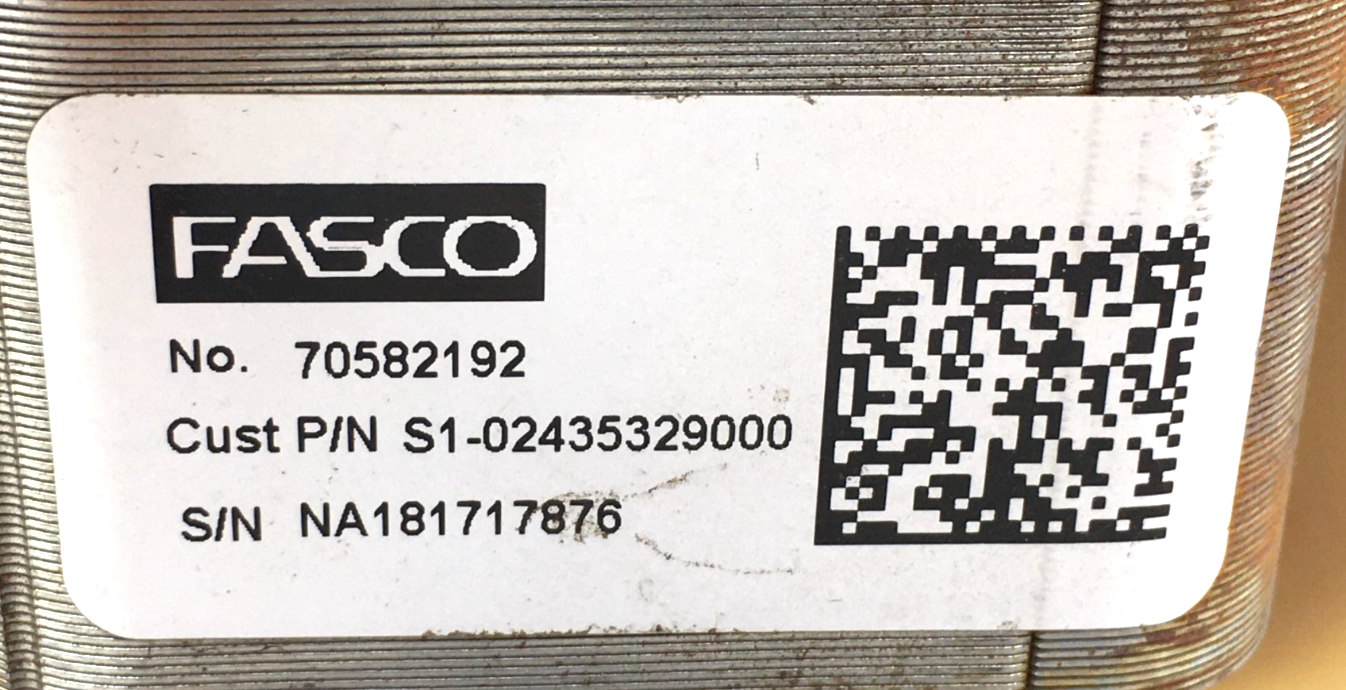 FASCO
No. 70582192
Cust P/N S1-02435329000
S/N NA181717876